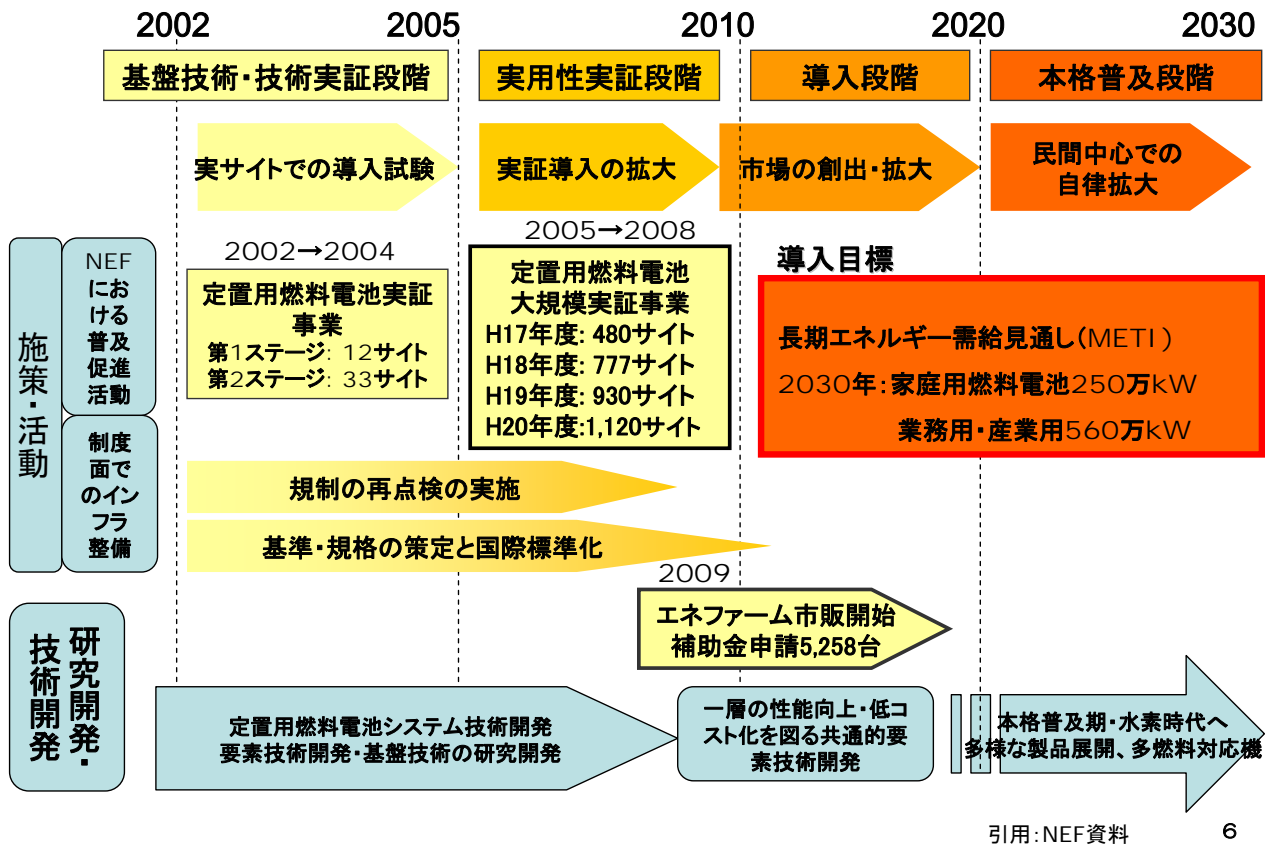 2002
2005
2010
2020
2030
基盤技術・技術実証段階
実用性実証段階
導入段階
本格普及段階
実サイトでの導入試験
実証導入の拡大
市場の創出・拡大
民間中心での
自律拡大
施策・活動
NEF
にお
ける
普及
促進
活動
2002→2004
定置用燃料電池実証
事業
第1ステージ: 12サイト
第2ステージ: 33サイト
2005→2008
定置用燃料電池
大規模実証事業
H17年度: 480サイト
H18年度: 777サイト
H19年度: 930サイト
H20年度:1,120サイト
導入目標
長期エネルギー需給見通し(METI)
2030年:家庭用燃料電池250万kW
業務用・産業用560万kW
制度
面で
のイン
フラ
整備
規制の再点検の実施
基準・規格の策定と国際標準化
2009
エネファーム市販開始
補助金申請5,258台
研究開発・
技術開発
定置用燃料電池システム技術開発
要素技術開発・基盤技術の研究開発
一層の性能向上・低コ
スト化を図る共通的要
素技術開発
本格普及期・水素時代へ
多様な製品展開、多燃料対応機
引用:NEF資料
6